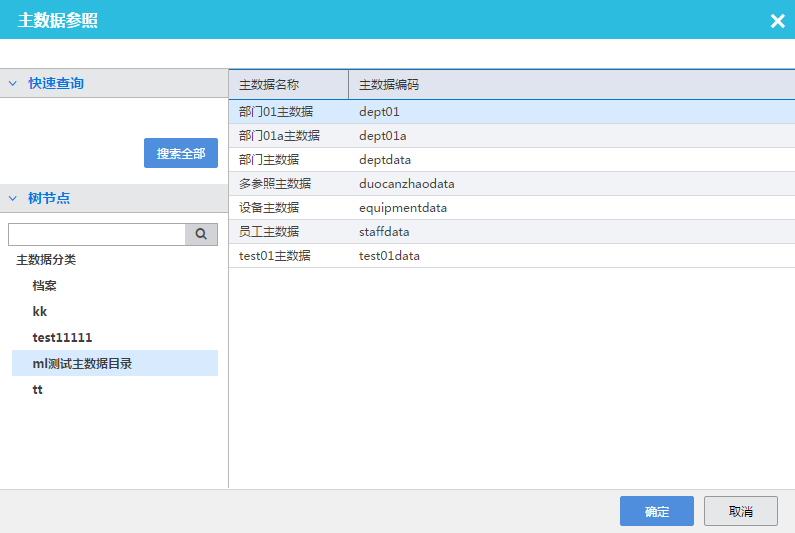 主数据参照
快速查询
搜索全部
树节点
主数据分类
档案
kk
test11111
ml测试主数据目录
tt
主数据名称 主数据编码
部门01主数据 dept01
部门01a主数据 dept01a
部门主数据 deptdata
多参照主数据 duocanzhaodata
设备主数据 equipmentdata
员工主数据 staffdata
test01主数据 test01data
确定 取消